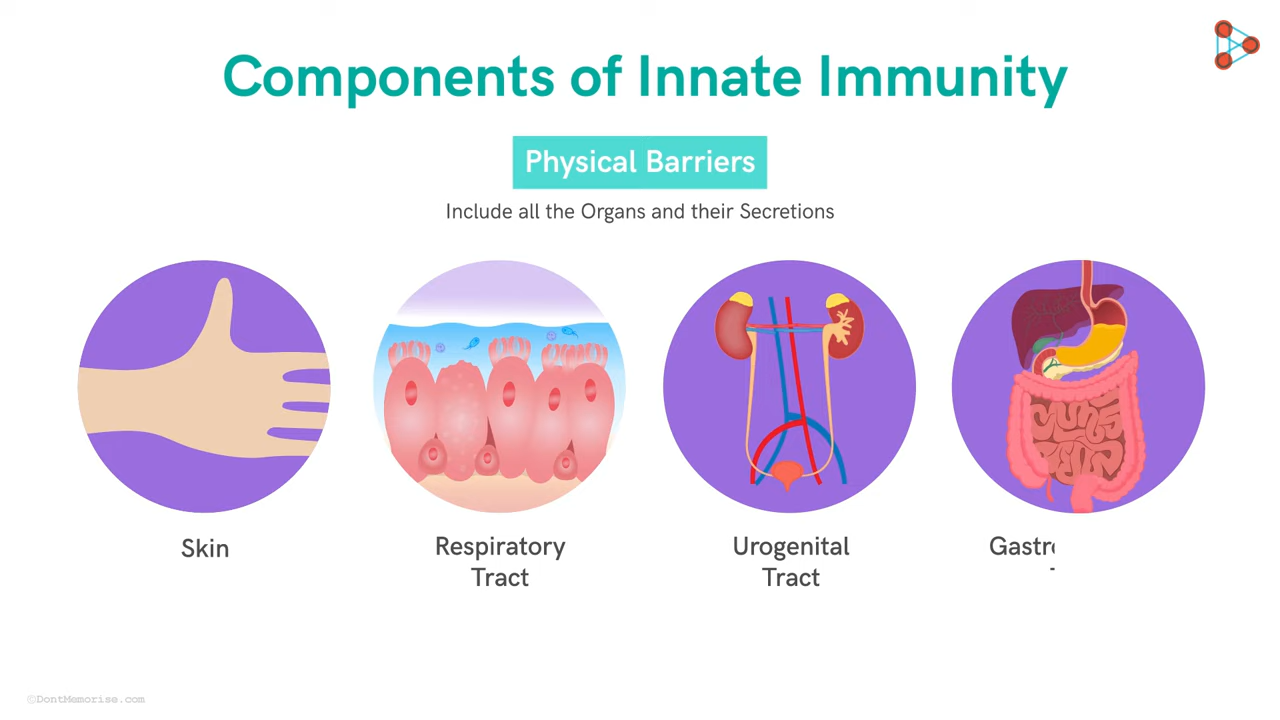 Components of Innate Immunity
Physical Barriers
Include all the Organs and their Secretions
Skin
Respiratory
Tract
Urogenital
Tract
Gastr
©DontMemorise.com